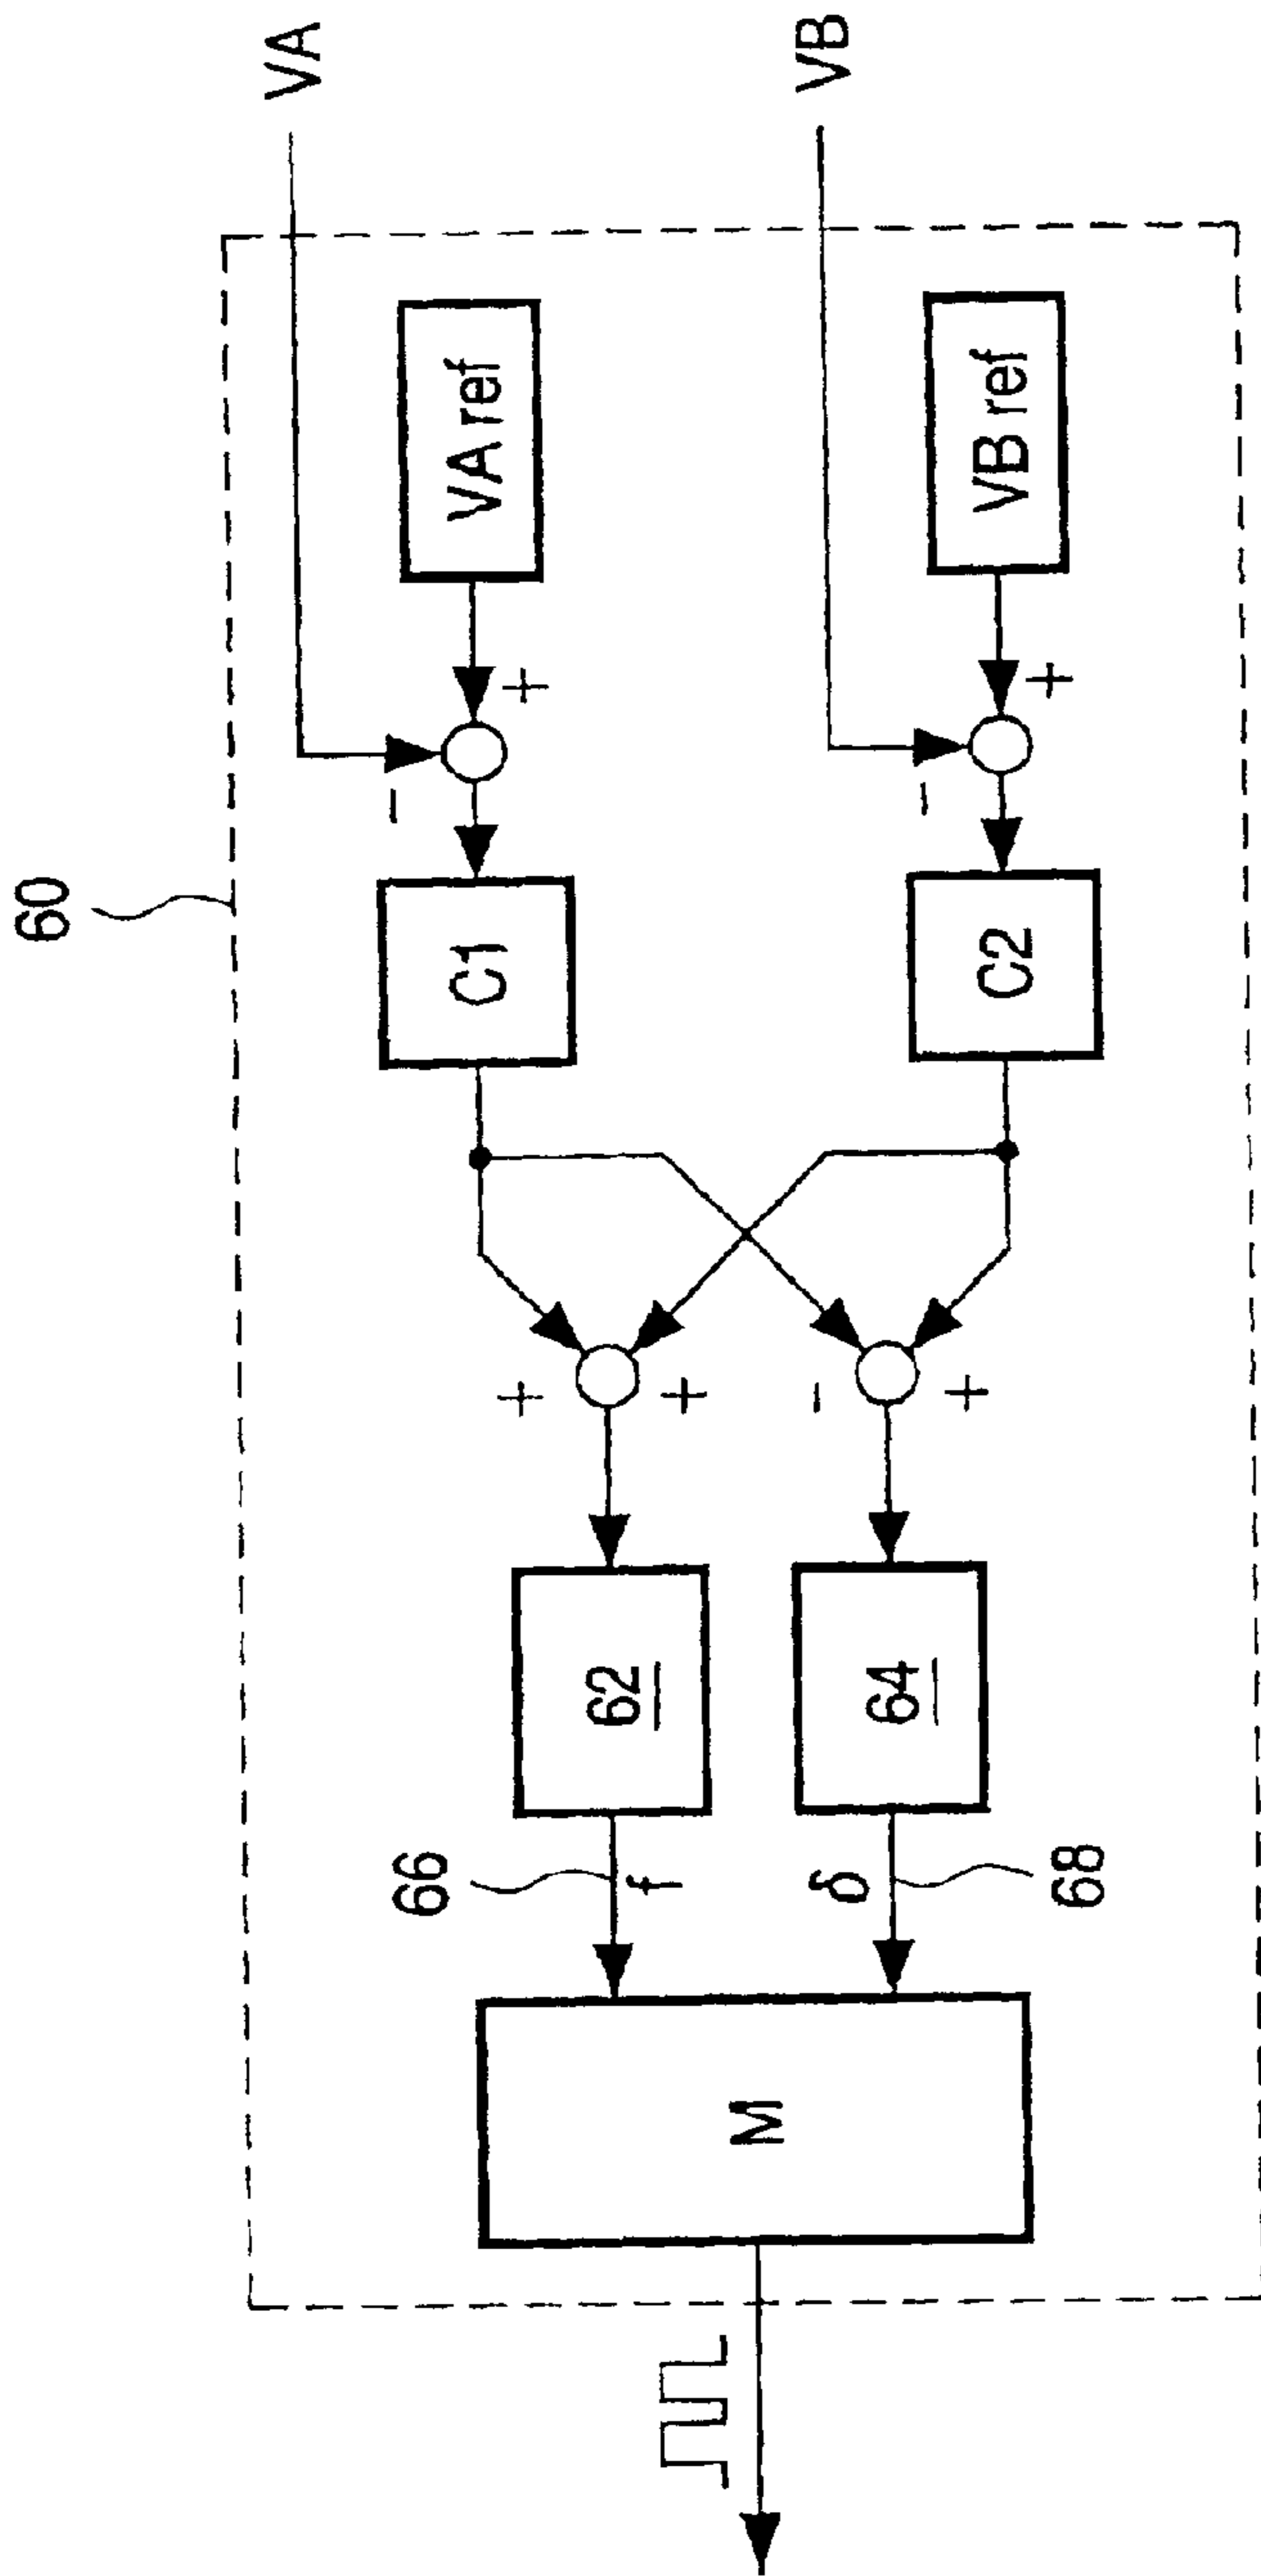 60
VA
VB
VA ref
VB ref
+
-
+
-
C1
C2
+
+
-
+
62
64
66
f
δ
68
M